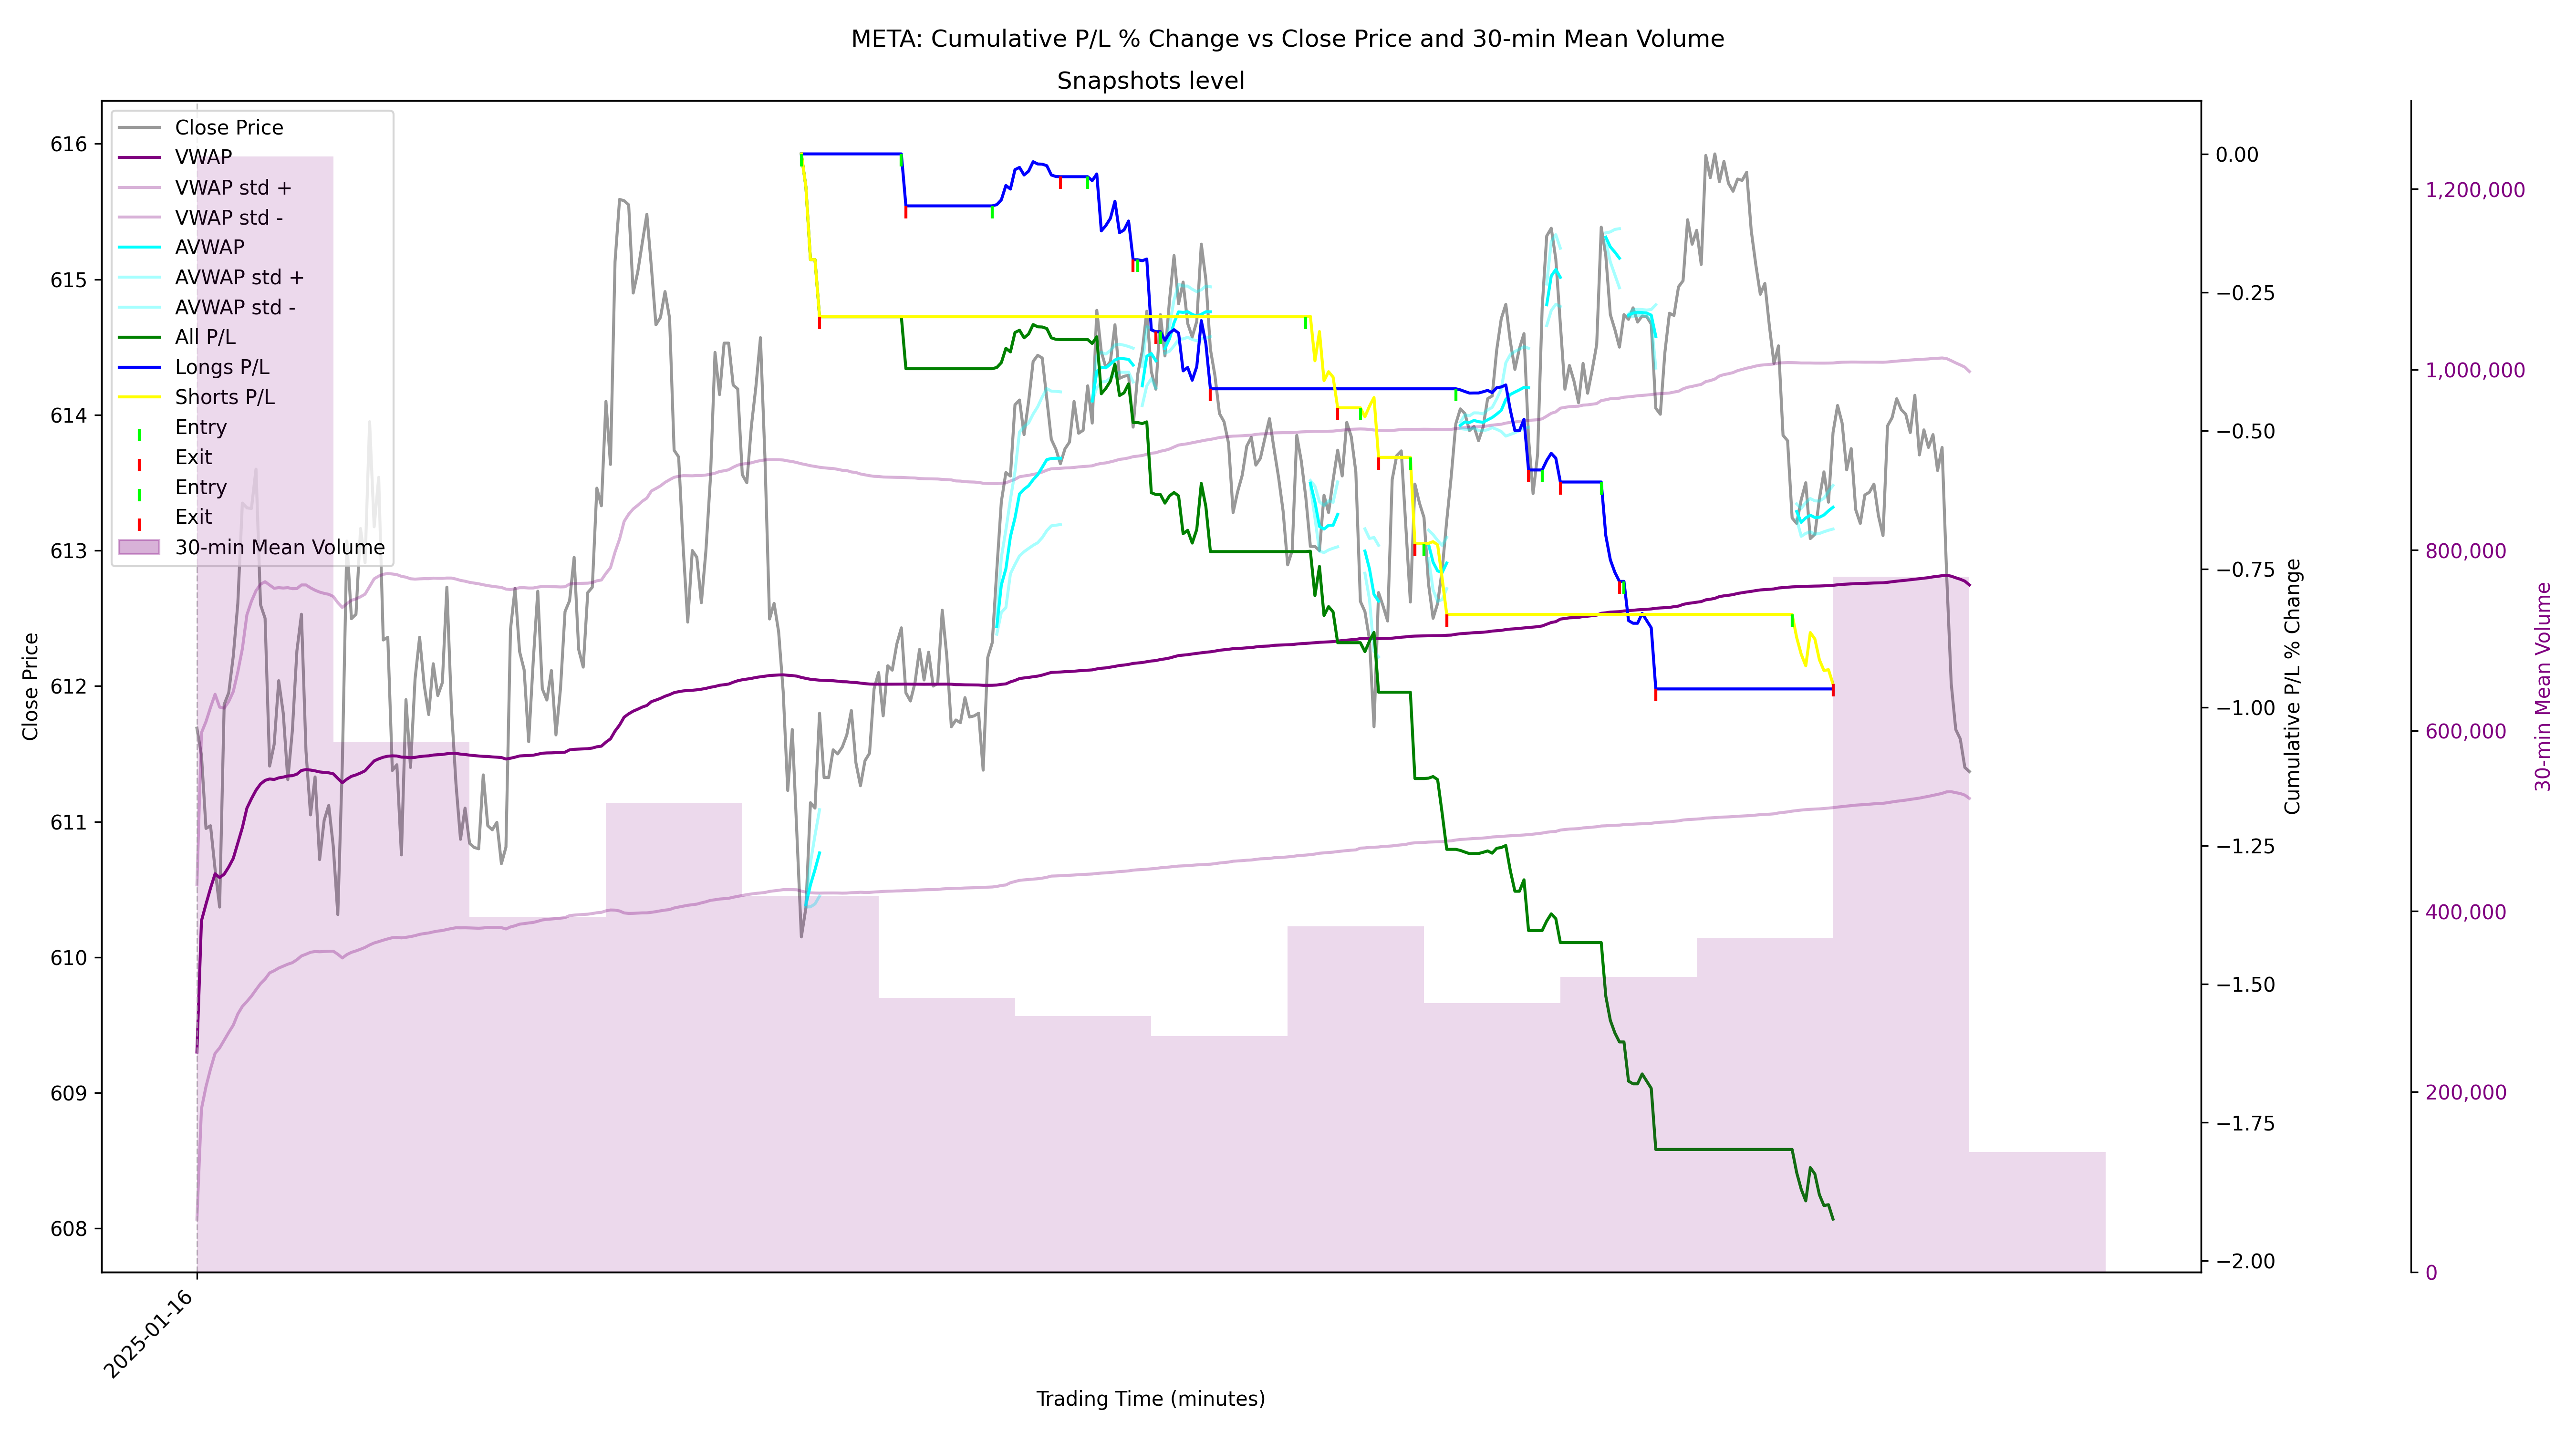 META: Cumulative P/L % Change vs Close Price and 30-min Mean Volume
Snapshots level
Close Price
VWAP
VWAP std +
VWAP std -
AVWAP
AVWAP std +
AVWAP std -
All P/L
Longs P/L
Shorts P/L
Entry
Exit
Entry
Exit
30-min Mean Volume
616
615
614
613
612
611
610
609
608
Close Price
0.00
−0.25
−0.50
−0.75
−1.00
−1.25
−1.50
−1.75
−2.00
Cumulative P/L % Change
1,200,000
1,000,000
800,000
600,000
400,000
200,000
0
30-min Mean Volume
2025-01-16
Trading Time (minutes)